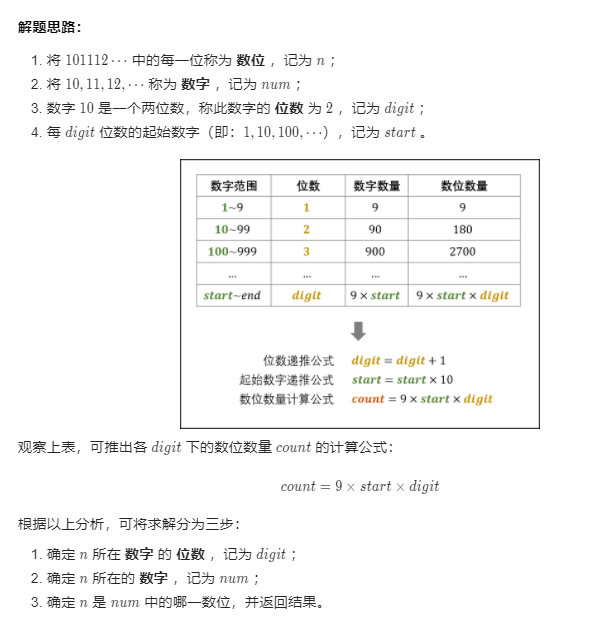 解题思路：
1. 将 101112⋯ 中的每一位称为 数位 ，记为 n ；
2. 将 10, 11, 12, ⋯ 称为 数字 ，记为 num ；
3. 数字 10 是一个两位数，称此数字的 位数 为 2 ，记为 digit ；
4. 每 digit 位数的起始数字（即：1, 10, 100, ⋯），记为 start 。
数字范围 位数 数字数量 数位数量
1~9 1 9 9
10~99 2 90 180
100~999 3 900 2700
... ... ... ...
start~end digit 9 × start 9 × start × digit
位数递推公式 digit = digit + 1
起始数字递推公式 start = start × 10
数位数量计算公式 count = 9 × start × digit
观察上表，可推出各 digit 下的数位数量 count 的计算公式：
count = 9 × start × digit
根据以上分析，可将求解分为三步：
1. 确定 n 所在 数字 的 位数 ，记为 digit ；
2. 确定 n 所在的 数字 ，记为 num ；
3. 确定 n 是 num 中的哪一数位，并返回结果。